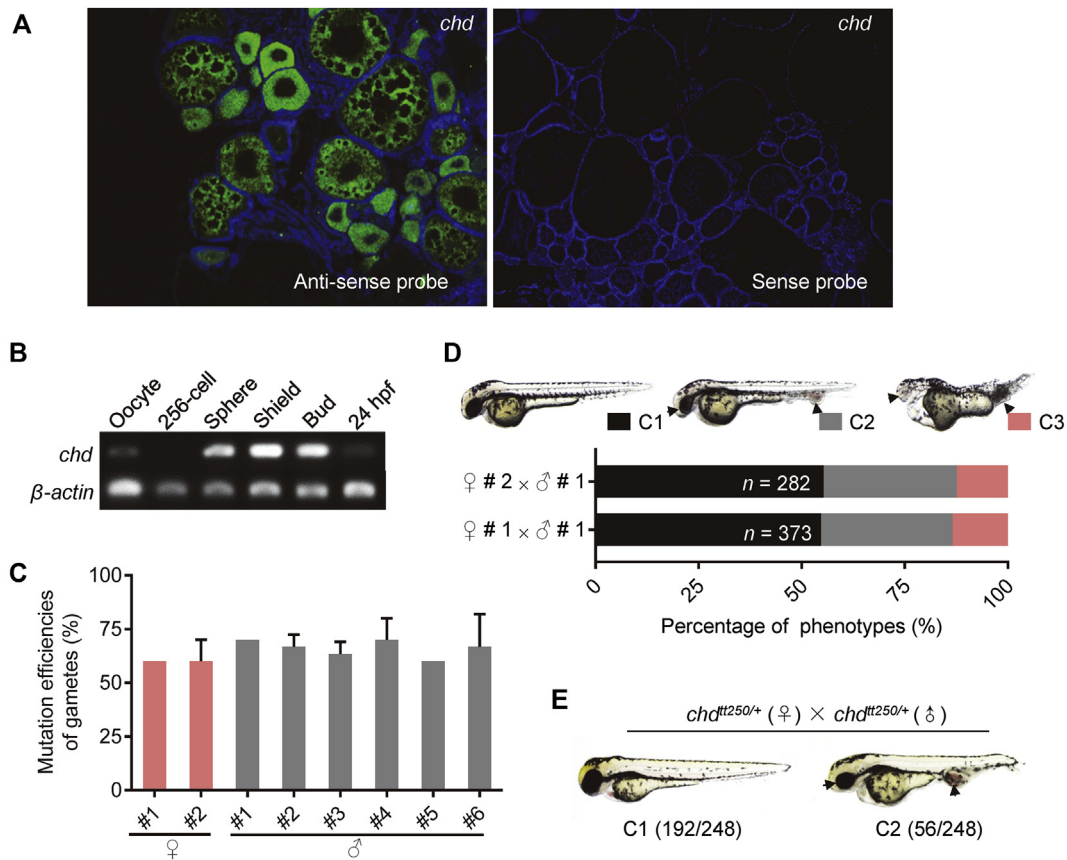 A
chd
chd
Anti-sense probe
Sense probe
B
Oocyte
256-cell
Sphere
Shield
Bud
24 hpf
chd
β-actin
C
Mutation efficiencies
of gametes (%)
100
75
50
25
0
#1
#2
#1
#2
#3
#4
#5
#6
♀
♂
D
C1
C2
C3
♀ # 2 × ♂ # 1
n = 282
♀ # 1 × ♂ # 1
n = 373
0
25
50
75
100
Percentage of phenotypes (%)
E
chd^tt250/+ (♀) × chd^tt250/+ (♂)
C1 (192/248)
C2 (56/248)